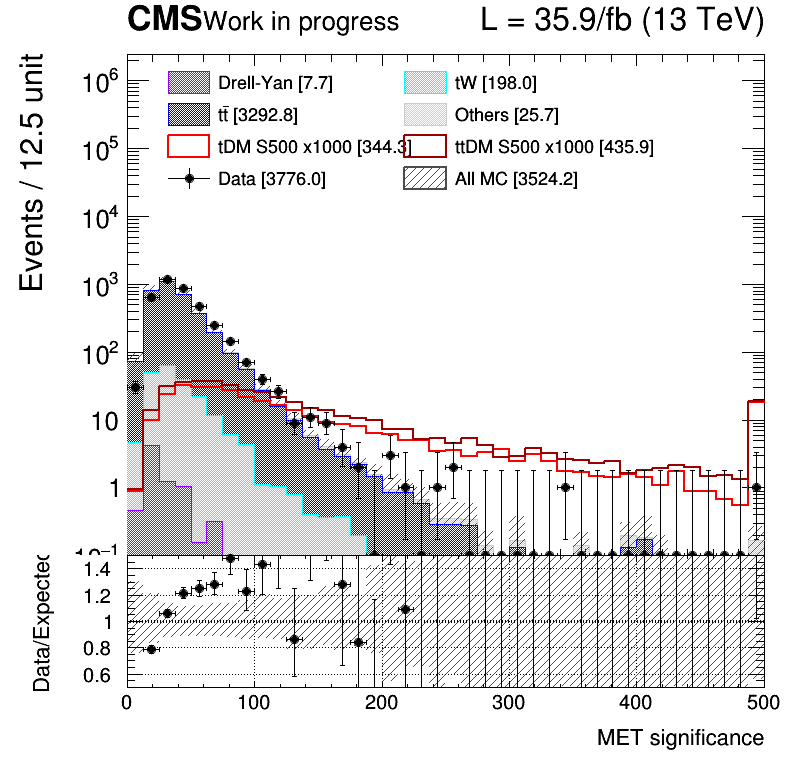 CMS Work in progress L = 35.9/fb (13 TeV)
Events / 12.5 unit
Drell-Yan [7.7] tW [198.0]
tt̄ [3292.8] Others [25.7]
tDM S500 x1000 [344.3] ttDM S500 x1000 [435.9]
Data [3776.0] All MC [3524.2]
10⁶
10⁵
10⁴
10³
10²
10
1
10⁻¹
Data/Expected
1.4
1.2
1
0.8
0.6
0 100 200 300 400 500
MET significance